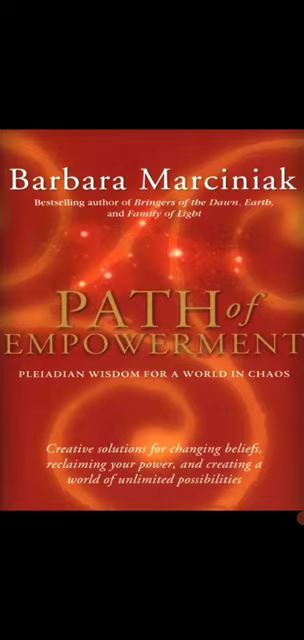 Barbara Marciniak
Bestselling author of Bringers of the Dawn, Earth,
and Family of Light
PATH of
EMPOWERMENT
PLEIADIAN WISDOM FOR A WORLD IN CHAOS
Creative solutions for changing beliefs,
reclaiming your power, and creating a
world of unlimited possibilities